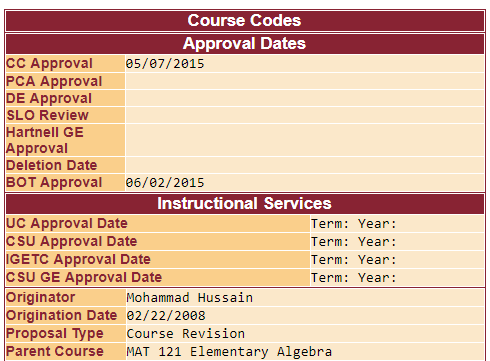 Course Codes
Approval Dates
CC Approval 05/07/2015
PCA Approval
DE Approval
SLO Review
Hartnell GE
Approval
Deletion Date
BOT Approval 06/02/2015
Instructional Services
UC Approval Date Term: Year:
CSU Approval Date Term: Year:
IGETC Approval Date Term: Year:
CSU GE Approval Date Term: Year:
Originator Mohammad Hussain
Origination Date 02/22/2008
Proposal Type Course Revision
Parent Course MAT 121 Elementary Algebra